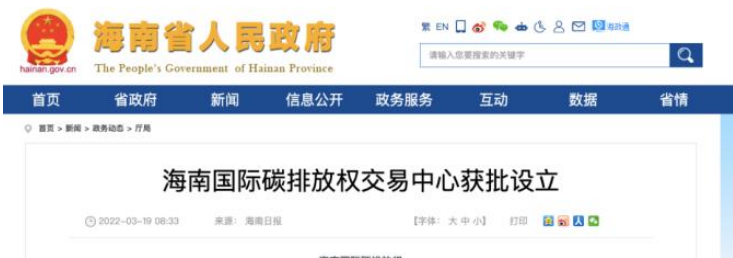 繁 EN 海政通
海南省人民政府
hainan.gov.cn The People's Government of Hainan Province
请输入您要搜索的关键字
首页 省政府 新闻 信息公开 政务服务 互动 数据 省情
首页 > 新闻 > 政务动态 > 厅局
海南国际碳排放权交易中心获批设立
2022-03-19 08:33 来源: 海南日报 【字体: 大 中 小】 打印